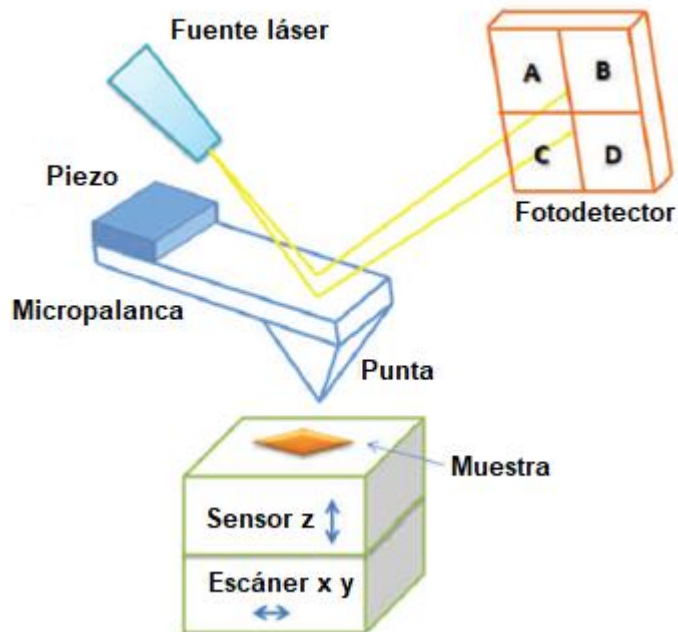 Fuente láser
A
B
C
D
Piezo
Fotodetector
Micropalanca
Punta
Muestra
Sensor z
Escáner x y